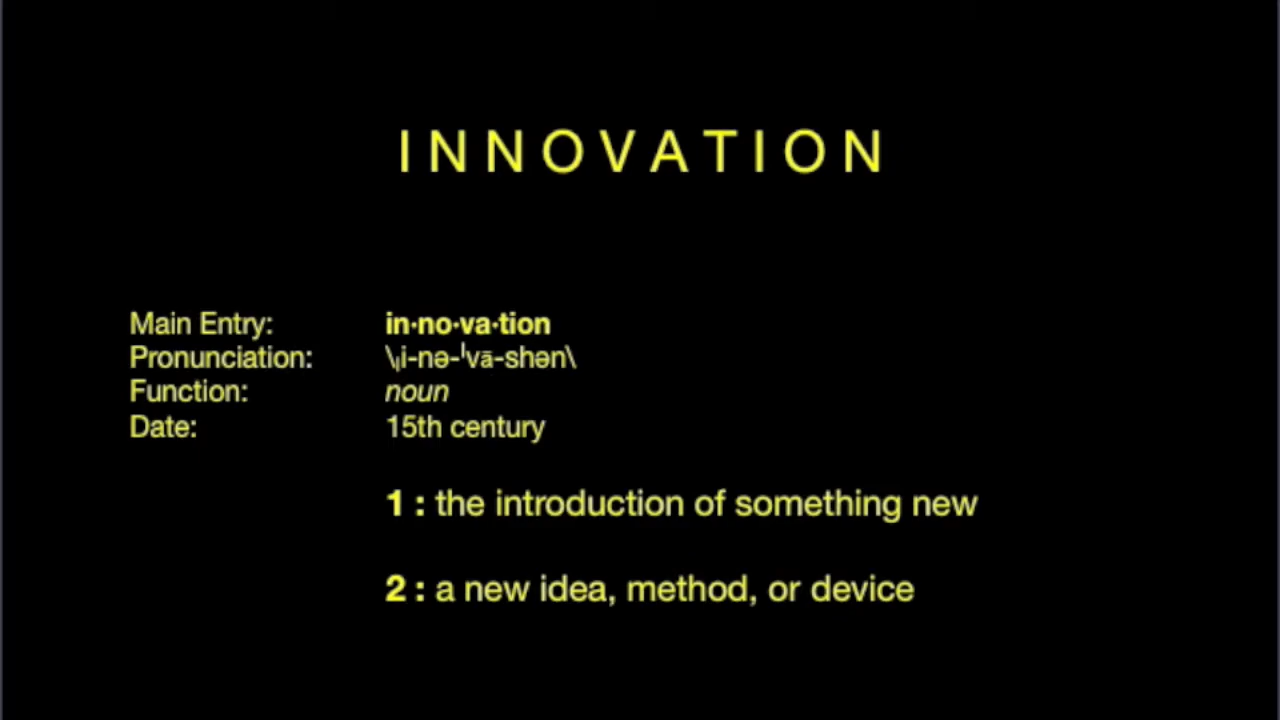 INNOVATION
Main Entry: in·no·va·tion
Pronunciation: \ˌi-nə-ˈvā-shən\
Function: noun
Date: 15th century
1 : the introduction of something new
2 : a new idea, method, or device